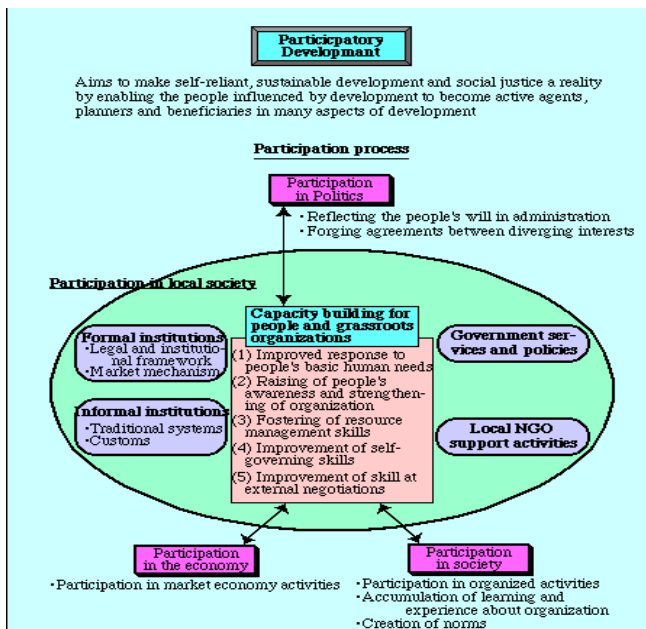 Particicpatory
Development
Aims to make self-reliant, sustainable development and social justice a reality
by enabling the people influenced by development to become active agents,
planners and beneficiaries in many aspects of development
Participation process
Participation
in Politics
・Reflecting the people's will in administration
・Forging agreements between diverging interests
Participation in local society
Formal institutions
・Legal and institutio-
nal framework
・Market mechanism
Informal institutions
・Traditional systems
・Customs
Capacity building for
people and grassroots
organizations
(1) Improved response to
people's basic human needs
(2) Raising of people's
awareness and strengthen-
ing of organization
(3) Fostering of resource
management skills
(4) Improvement of self-
governing skills
(5) Improvement of skill at
external negotiations
Government ser-
vices and policies
Local NGO
support activities
Participation
in the economy
・Participation in market economy activities
Participation
in society
・Participation in organized activities
・Accumulation of learning and
experience about organization
・Creation of norms